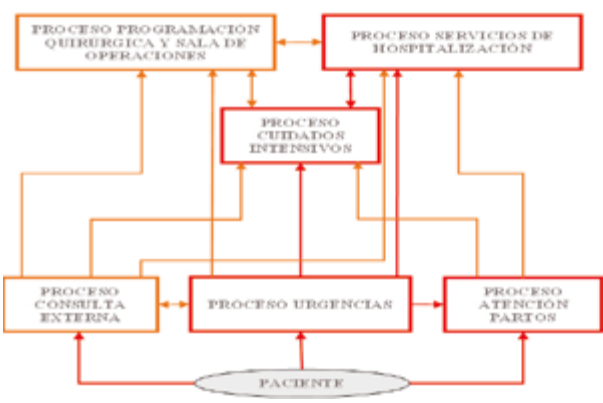 PROCESO PROGRAMACIÓN
QUIRURGICA Y SALA DE
OPERACIONES
PROCESO SERVICIOS DE
HOSPITALIZACIÓN
PROCESO
CUIDADOS
INTENSIVOS
PROCESO
CONSULTA
EXTERNA
PROCESO URGENCIAS
PROCESO
ATENCIÓN
PARTOS
PACIENTE